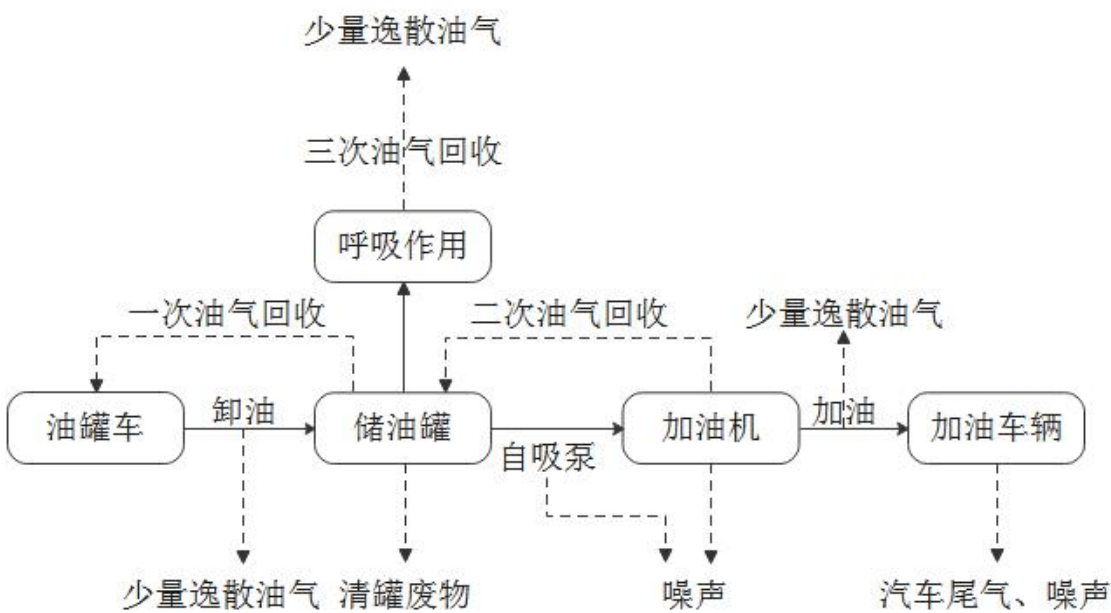 少量逸散油气
三次油气回收
呼吸作用
一次油气回收
二次油气回收
少量逸散油气
油罐车
卸油
储油罐
自吸泵
加油机
加油
加油车辆
少量逸散油气
清罐废物
噪声
汽车尾气、噪声